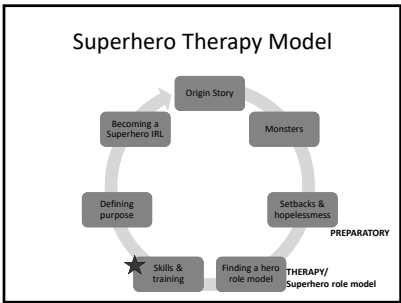 Superhero Therapy Model
Origin Story
Becoming a
Superhero IRL
Monsters
Defining
purpose
Setbacks &
hopelessness
PREPARATORY
Skills &
training
Finding a hero
role model
THERAPY/
Superhero role model